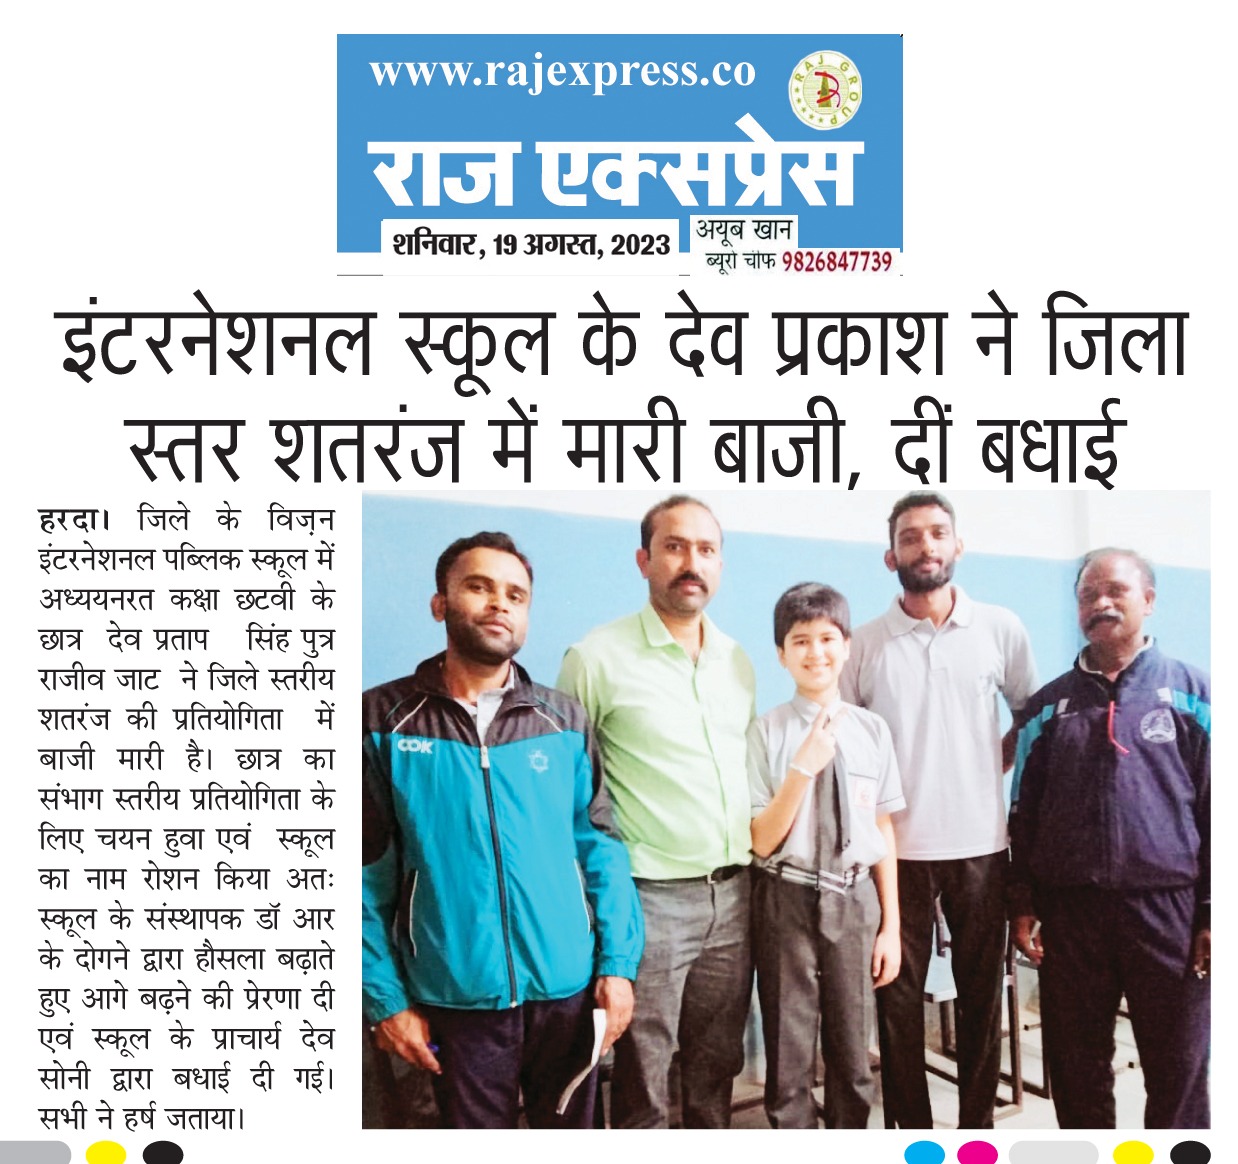 www.rajexpress.co
RAJ GROUP
राज एक्सप्रेस
शनिवार, 19 अगस्त, 2023
अयूब खान
ब्यूरो चीफ 9826847739
इंटरनेशनल स्कूल के देव प्रकाश ने जिला
स्तर शतरंज में मारी बाजी, दीं बधाई
हरदा। जिले के विज़न
इंटरनेशनल पब्लिक स्कूल में
अध्ययनरत कक्षा छटवी के
छात्र देव प्रताप सिंह पुत्र
राजीव जाट ने जिले स्तरीय
शतरंज की प्रतियोगिता में
बाजी मारी है। छात्र का
संभाग स्तरीय प्रतियोगिता के
लिए चयन हुवा एवं स्कूल
का नाम रोशन किया अतः
स्कूल के संस्थापक डॉ आर
के दोगने द्वारा हौसला बढ़ाते
हुए आगे बढ़ने की प्रेरणा दी
एवं स्कूल के प्राचार्य देव
सोनी द्वारा बधाई दी गई।
सभी ने हर्ष जताया।